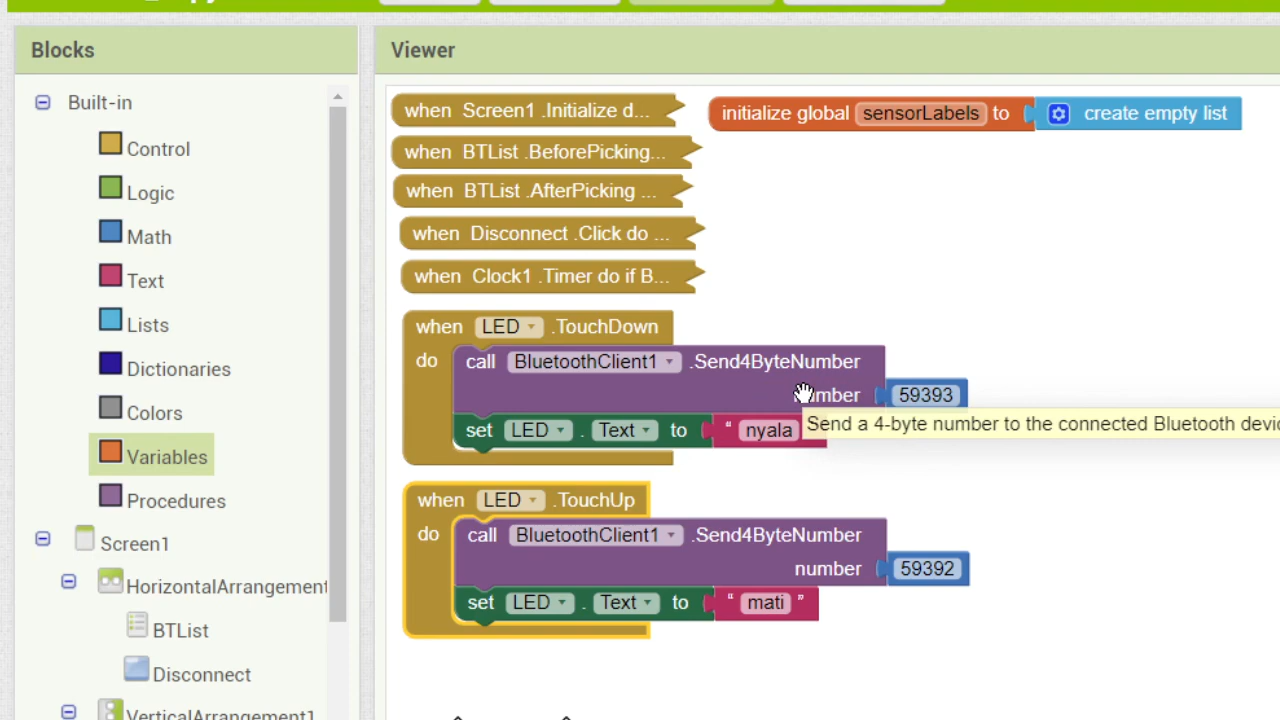 Blocks
Viewer
Built-in
Control
Logic
Math
Text
Lists
Dictionaries
Colors
Variables
Procedures
Screen1
HorizontalArrangement
BTList
Disconnect
VerticalArrangement1
when Screen1 .Initialize d...
initialize global sensorLabels to create empty list
when BTList .BeforePicking...
when BTList .AfterPicking ...
when Disconnect .Click do ...
when Clock1 .Timer do if B...
when LED .TouchDown
do call BluetoothClient1 .Send4ByteNumber
number 59393
Send a 4-byte number to the connected Bluetooth devic
set LED . Text to “ nyala
when LED .TouchUp
do call BluetoothClient1 .Send4ByteNumber
number 59392
set LED . Text to “ mati ”